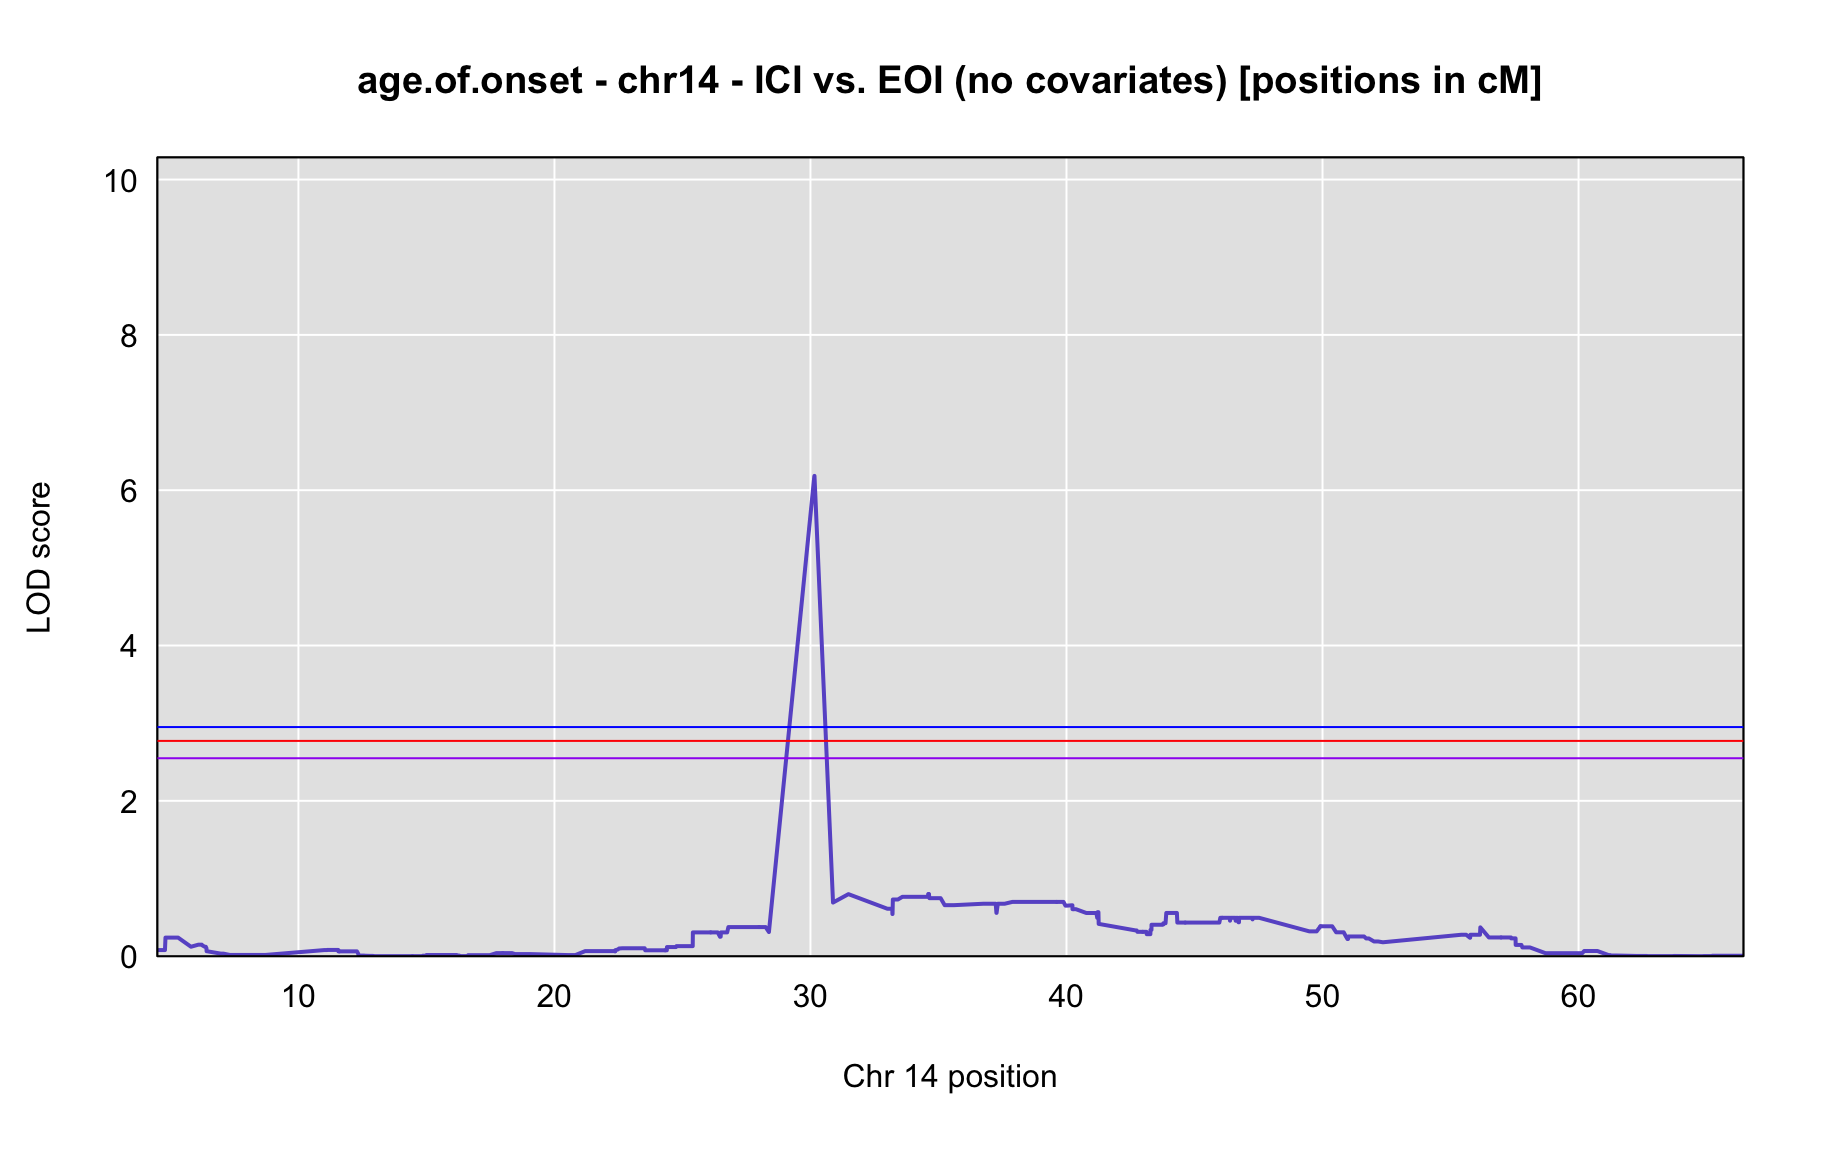 age.of.onset - chr14 - ICI vs. EOI (no covariates) [positions in cM]
10
8
6
4
2
0
LOD score
10 20 30 40 50 60
Chr 14 position